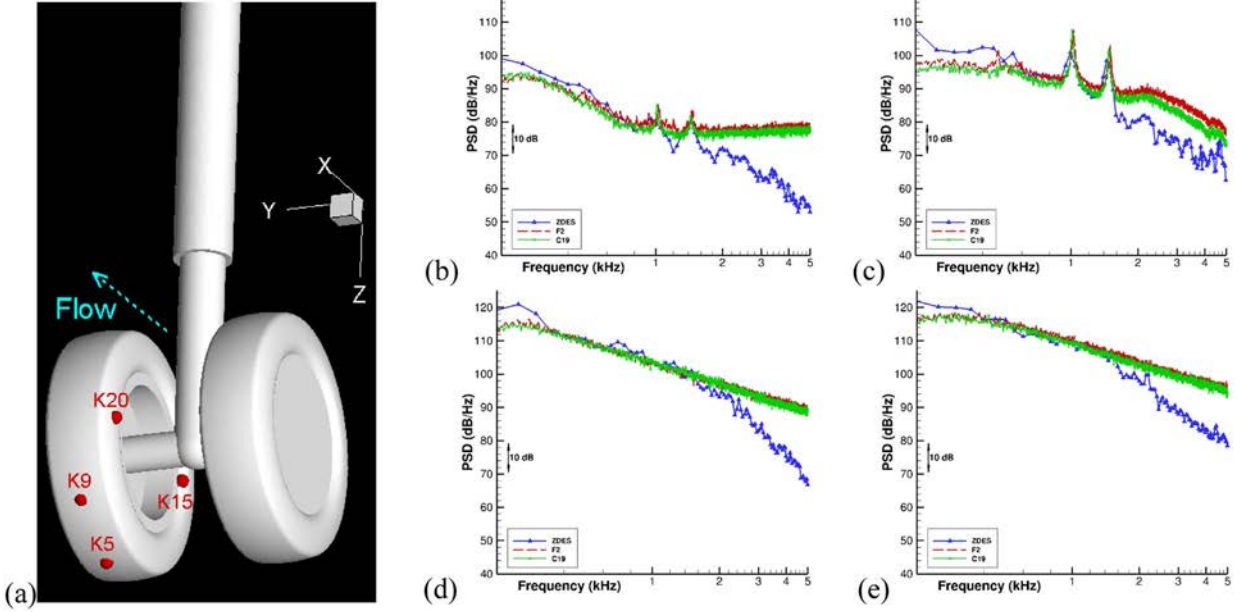 (a)
X
Y
Z
Flow
K20
K9
K15
K5
(b)
110
100
90
80
70
60
50
40
PSD (dB/Hz)
10 dB
ZDES
F2
C19
Frequency (kHz)
1 2 3 4 5
(c)
110
100
90
80
70
60
50
40
PSD (dB/Hz)
10 dB
ZDES
F2
C19
Frequency (kHz)
1 2 3 4 5
(d)
120
110
100
90
80
70
60
50
40
PSD (dB/Hz)
10 dB
ZDES
F2
C19
Frequency (kHz)
1 2 3 4 5
(e)
120
110
100
90
80
70
60
50
40
PSD (dB/Hz)
10 dB
ZDES
F2
C19
Frequency (kHz)
1 2 3 4 5